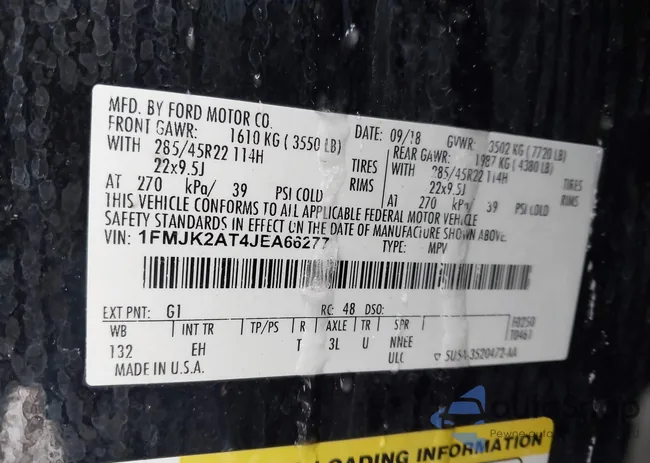 MFD. BY FORD MOTOR CO.
DATE: 09/18 GVWR: 3502 KG ( 7720 LB)
FRONT GAWR: 1610 KG ( 3550 LB) REAR GAWR: 1987 KG ( 4380 LB)
WITH 285/45R22 114H TIRES WITH 285/45R22 114H TIRES
22x9.5J RIMS 22x9.5J RIMS
AT 270 kPa/ 39 PSI COLD AT 270 kPa/ 39 PSI COLD
THIS VEHICLE CONFORMS TO ALL APPLICABLE FEDERAL MOTOR VEHICLE
SAFETY STANDARDS IN EFFECT ON THE DATE OF MANUFACTURE SHOWN ABOVE.
VIN: 1FMJK2AT4JEA66277 TYPE: MPV
EXT PNT: G1 RC: 48 DSO:
WB INT TR TP/PS R AXLE TR SPR
132 EH T 3L U NNEE
ULL
MADE IN U.S.A.
LOADING INFORMATION